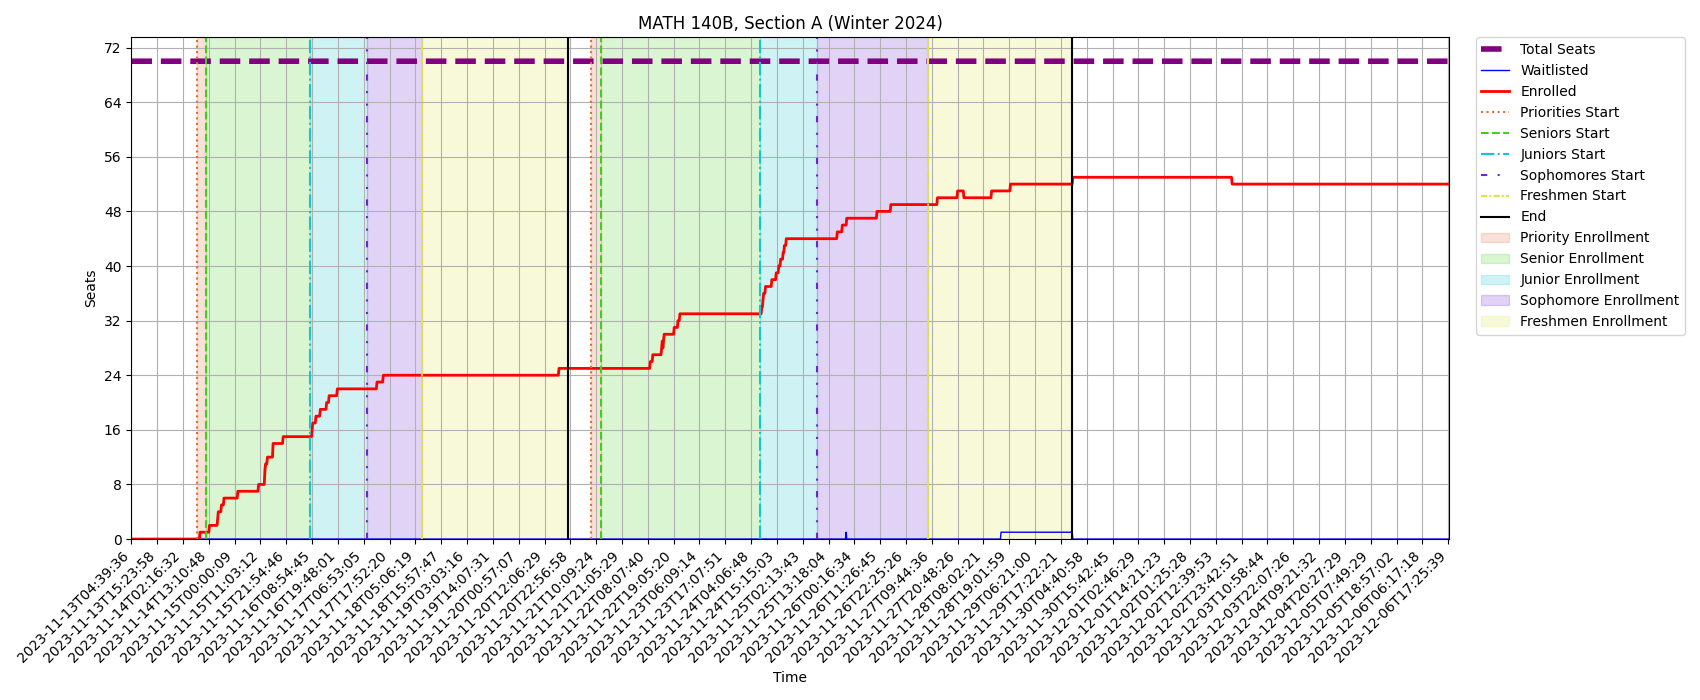 MATH 140B, Section A (Winter 2024)
Seats
72
64
56
48
40
32
24
16
8
0
2023-11-13T04:39:36
2023-11-13T15:23:58
2023-11-14T02:16:32
2023-11-14T13:10:48
2023-11-15T00:00:09
2023-11-15T11:03:12
2023-11-15T21:54:46
2023-11-16T08:54:45
2023-11-16T19:48:01
2023-11-17T06:53:05
2023-11-17T17:52:20
2023-11-18T05:06:19
2023-11-18T15:57:47
2023-11-19T03:03:16
2023-11-19T14:07:31
2023-11-20T00:57:07
2023-11-20T12:06:29
2023-11-20T22:56:58
2023-11-21T10:09:24
2023-11-21T21:05:29
2023-11-22T08:07:40
2023-11-22T19:05:20
2023-11-23T06:09:14
2023-11-23T17:07:51
2023-11-24T04:06:48
2023-11-24T15:15:03
2023-11-25T02:13:43
2023-11-25T13:18:04
2023-11-26T00:16:34
2023-11-26T11:26:45
2023-11-26T22:25:26
2023-11-27T09:44:36
2023-11-27T20:48:26
2023-11-28T08:02:21
2023-11-28T19:01:59
2023-11-29T06:21:00
2023-11-29T17:22:21
2023-11-30T04:40:58
2023-11-30T15:42:45
2023-12-01T02:46:29
2023-12-01T14:21:23
2023-12-02T01:25:28
2023-12-02T12:39:53
2023-12-02T23:42:51
2023-12-03T10:58:44
2023-12-03T22:07:26
2023-12-04T09:21:32
2023-12-04T20:27:29
2023-12-05T07:49:29
2023-12-05T18:57:02
2023-12-06T06:17:18
2023-12-06T17:25:39
Time
Total Seats
Waitlisted
Enrolled
Priorities Start
Seniors Start
Juniors Start
Sophomores Start
Freshmen Start
End
Priority Enrollment
Senior Enrollment
Junior Enrollment
Sophomore Enrollment
Freshmen Enrollment